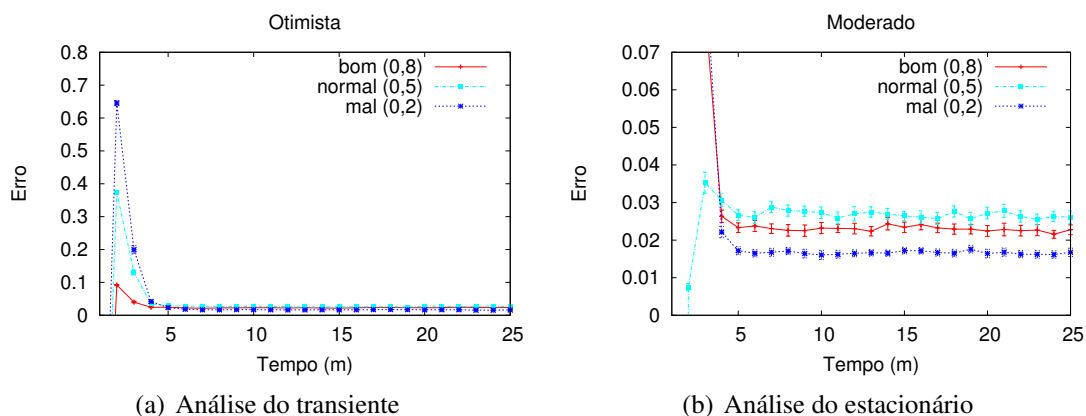 Otimista
0.8
0.7
0.6
0.5
0.4
0.3
0.2
0.1
0
5
10
15
20
25
Erro
Tempo (m)
bom (0,8)
normal (0,5)
mal (0,2)
(a) Análise do transiente
Moderado
0.07
0.06
0.05
0.04
0.03
0.02
0.01
0
5
10
15
20
25
Erro
Tempo (m)
bom (0,8)
normal (0,5)
mal (0,2)
(b) Análise do estacionário